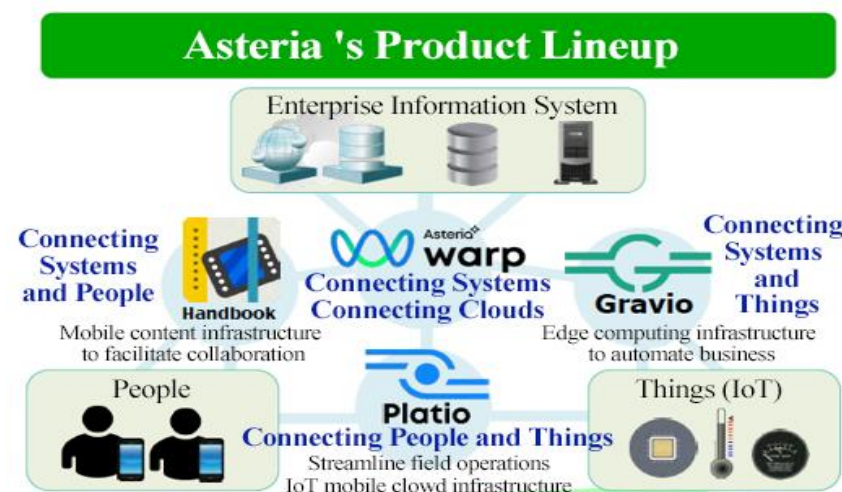 Asteria 's Product Lineup
Enterprise Information System
Connecting
Systems
and People
Handbook
Mobile content infrastructure
to facilitate collaboration
Asteria
warp
Connecting Systems
Connecting Clouds
Gravio
Connecting
Systems
and
Things
Edge computing infrastructure
to automate business
People
Platio
Connecting People and Things
Streamline field operations
IoT mobile clowd infrastructure
Things (IoT)